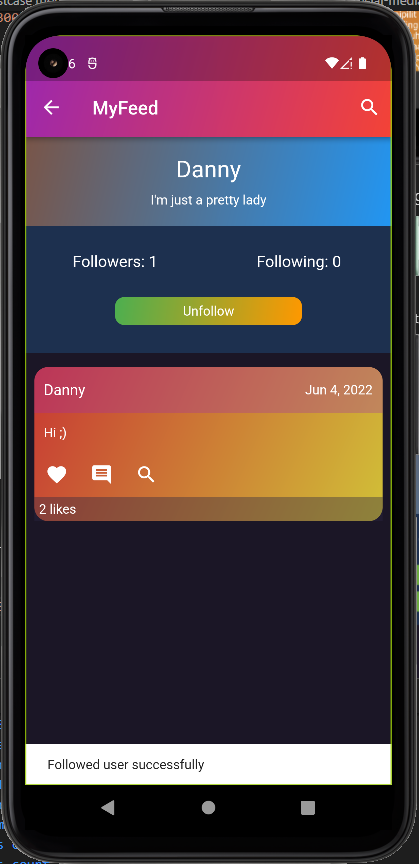 6
MyFeed
Danny
I'm just a pretty lady
Followers: 1
Following: 0
Unfollow
Danny
Jun 4, 2022
Hi ;)
2 likes
Followed user successfully